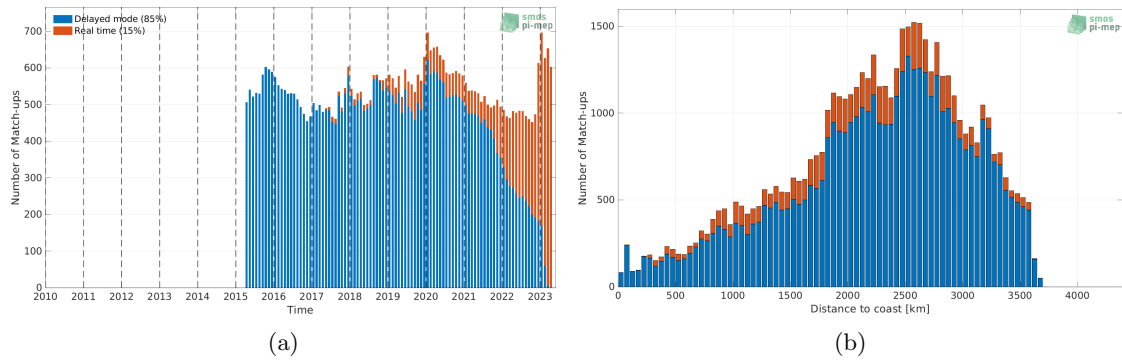 Delayed mode (85%)
Real time (15%)
smos
pi-mep
Number of Match-ups
700
600
500
400
300
200
100
0
2010 2011 2012 2013 2014 2015 2016 2017 2018 2019 2020 2021 2022 2023
Time
(a)
smos
pi-mep
Number of Match-ups
1500
1000
500
0
0 500 1000 1500 2000 2500 3000 3500 4000
Distance to coast [km]
(b)